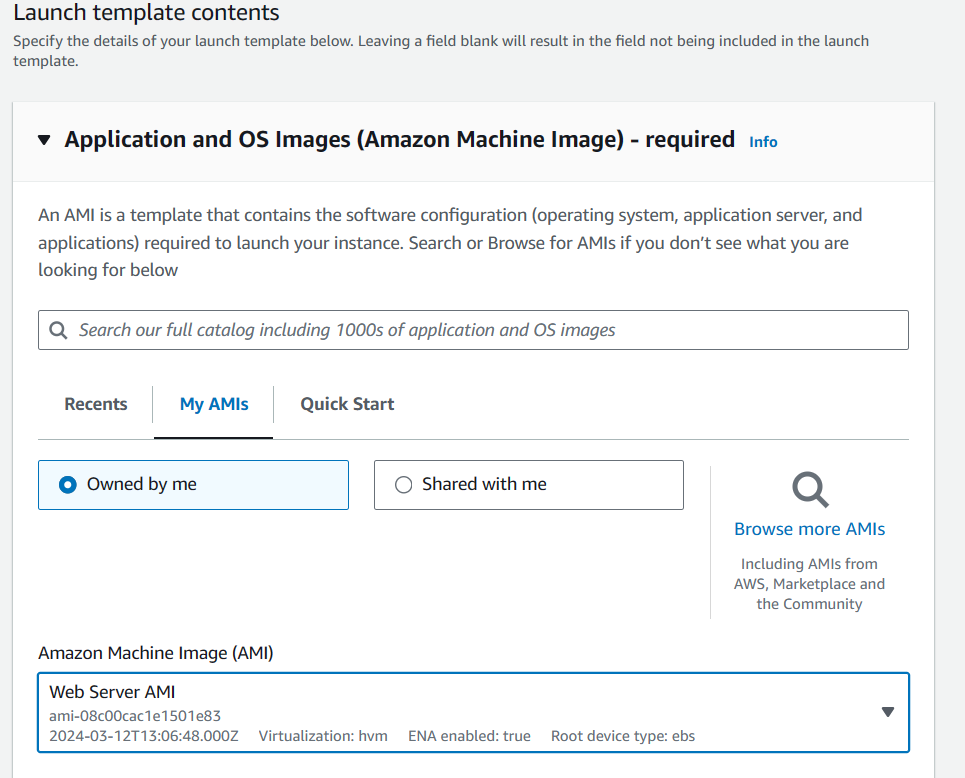 Launch template contents
Specify the details of your launch template below. Leaving a field blank will result in the field not being included in the launch
template.
Application and OS Images (Amazon Machine Image) - required Info
An AMI is a template that contains the software configuration (operating system, application server, and
applications) required to launch your instance. Search or Browse for AMIs if you don’t see what you are
looking for below
Search our full catalog including 1000s of application and OS images
Recents My AMIs Quick Start
Owned by me Shared with me
Browse more AMIs
Including AMIs from
AWS, Marketplace and
the Community
Amazon Machine Image (AMI)
Web Server AMI
ami-08c00cac1e1501e83
2024-03-12T13:06:48.000Z Virtualization: hvm ENA enabled: true Root device type: ebs